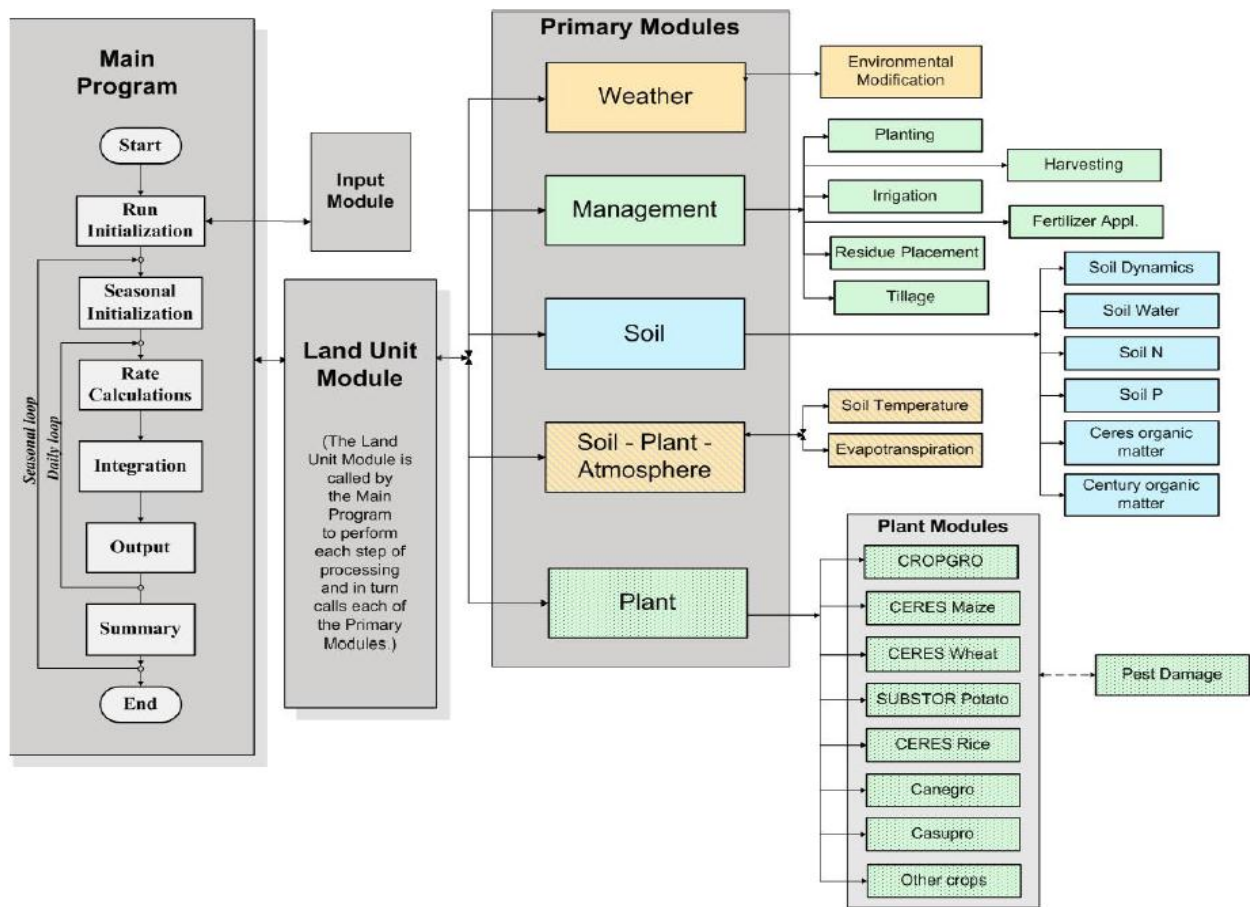 Main
Program
Start
Run
Initialization
Seasonal
Initialization
Rate
Calculations
Integration
Output
Summary
End
Seasonal loop
Daily loop
Input
Module
Land Unit
Module
(The Land
Unit Module is
called by
the Main
Program
to perform
each step of
processing
and in turn
calls each of
the Primary
Modules.)
Primary Modules
Weather
Management
Soil
Soil - Plant -
Atmosphere
Plant
Environmental
Modification
Planting
Harvesting
Irrigation
Fertilizer Appl.
Residue Placement
Tillage
Soil Dynamics
Soil Water
Soil N
Soil P
Ceres organic
matter
Century organic
matter
Soil Temperature
Evapotranspiration
Plant Modules
CROPGRO
CERES Maize
CERES Wheat
SUBSTOR Potato
CERES Rice
Canegro
Casupro
Other crops
Pest Damage